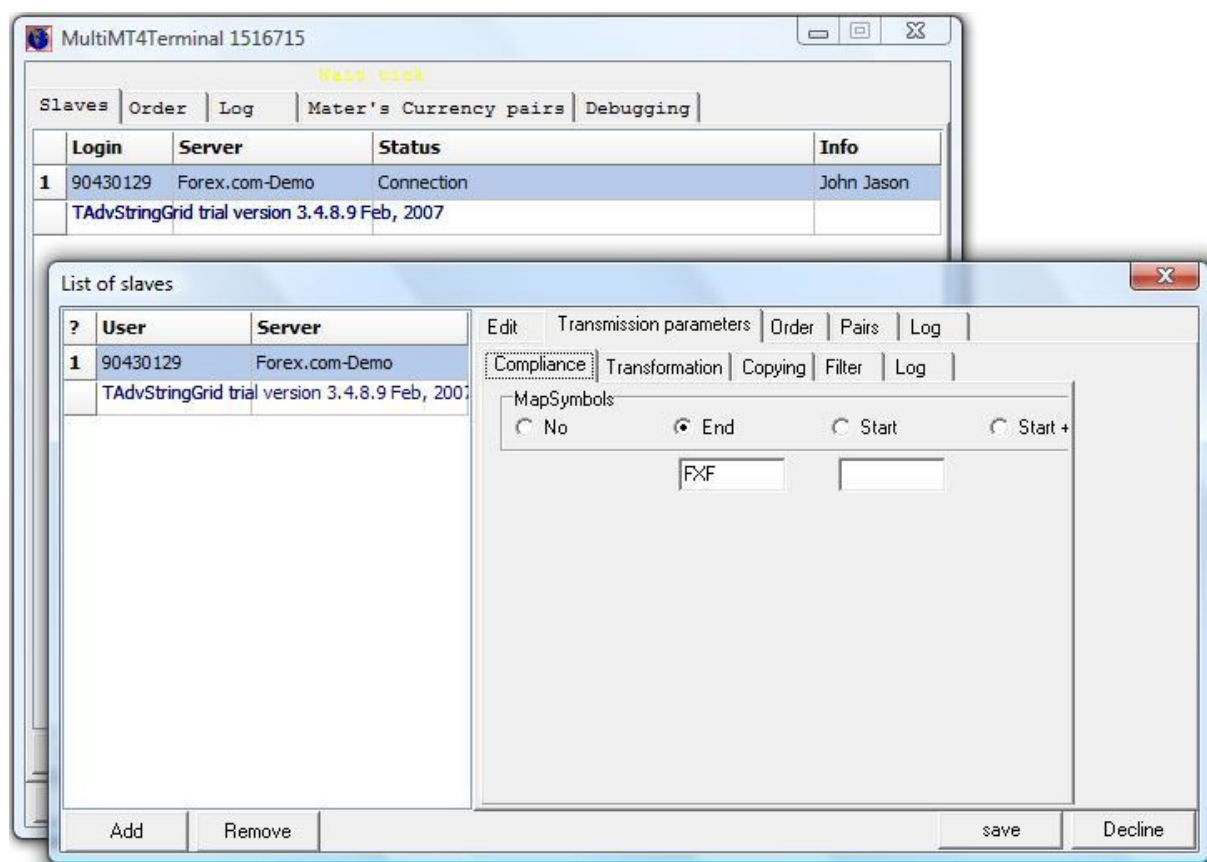 MultiMT4Terminal 1516715
Wait tick
Slaves Order Log Mater's Currency pairs Debugging
Login Server Status Info
1 90430129 Forex.com-Demo Connection John Jason
TAdvStringGrid trial version 3.4.8.9 Feb, 2007
List of slaves
? User Server
1 90430129 Forex.com-Demo
TAdvStringGrid trial version 3.4.8.9 Feb, 2007
Edit Transmission parameters Order Pairs Log
Compliance Transformation Copying Filter Log
MapSymbols
No End Start Start +
FXF
Add Remove save Decline